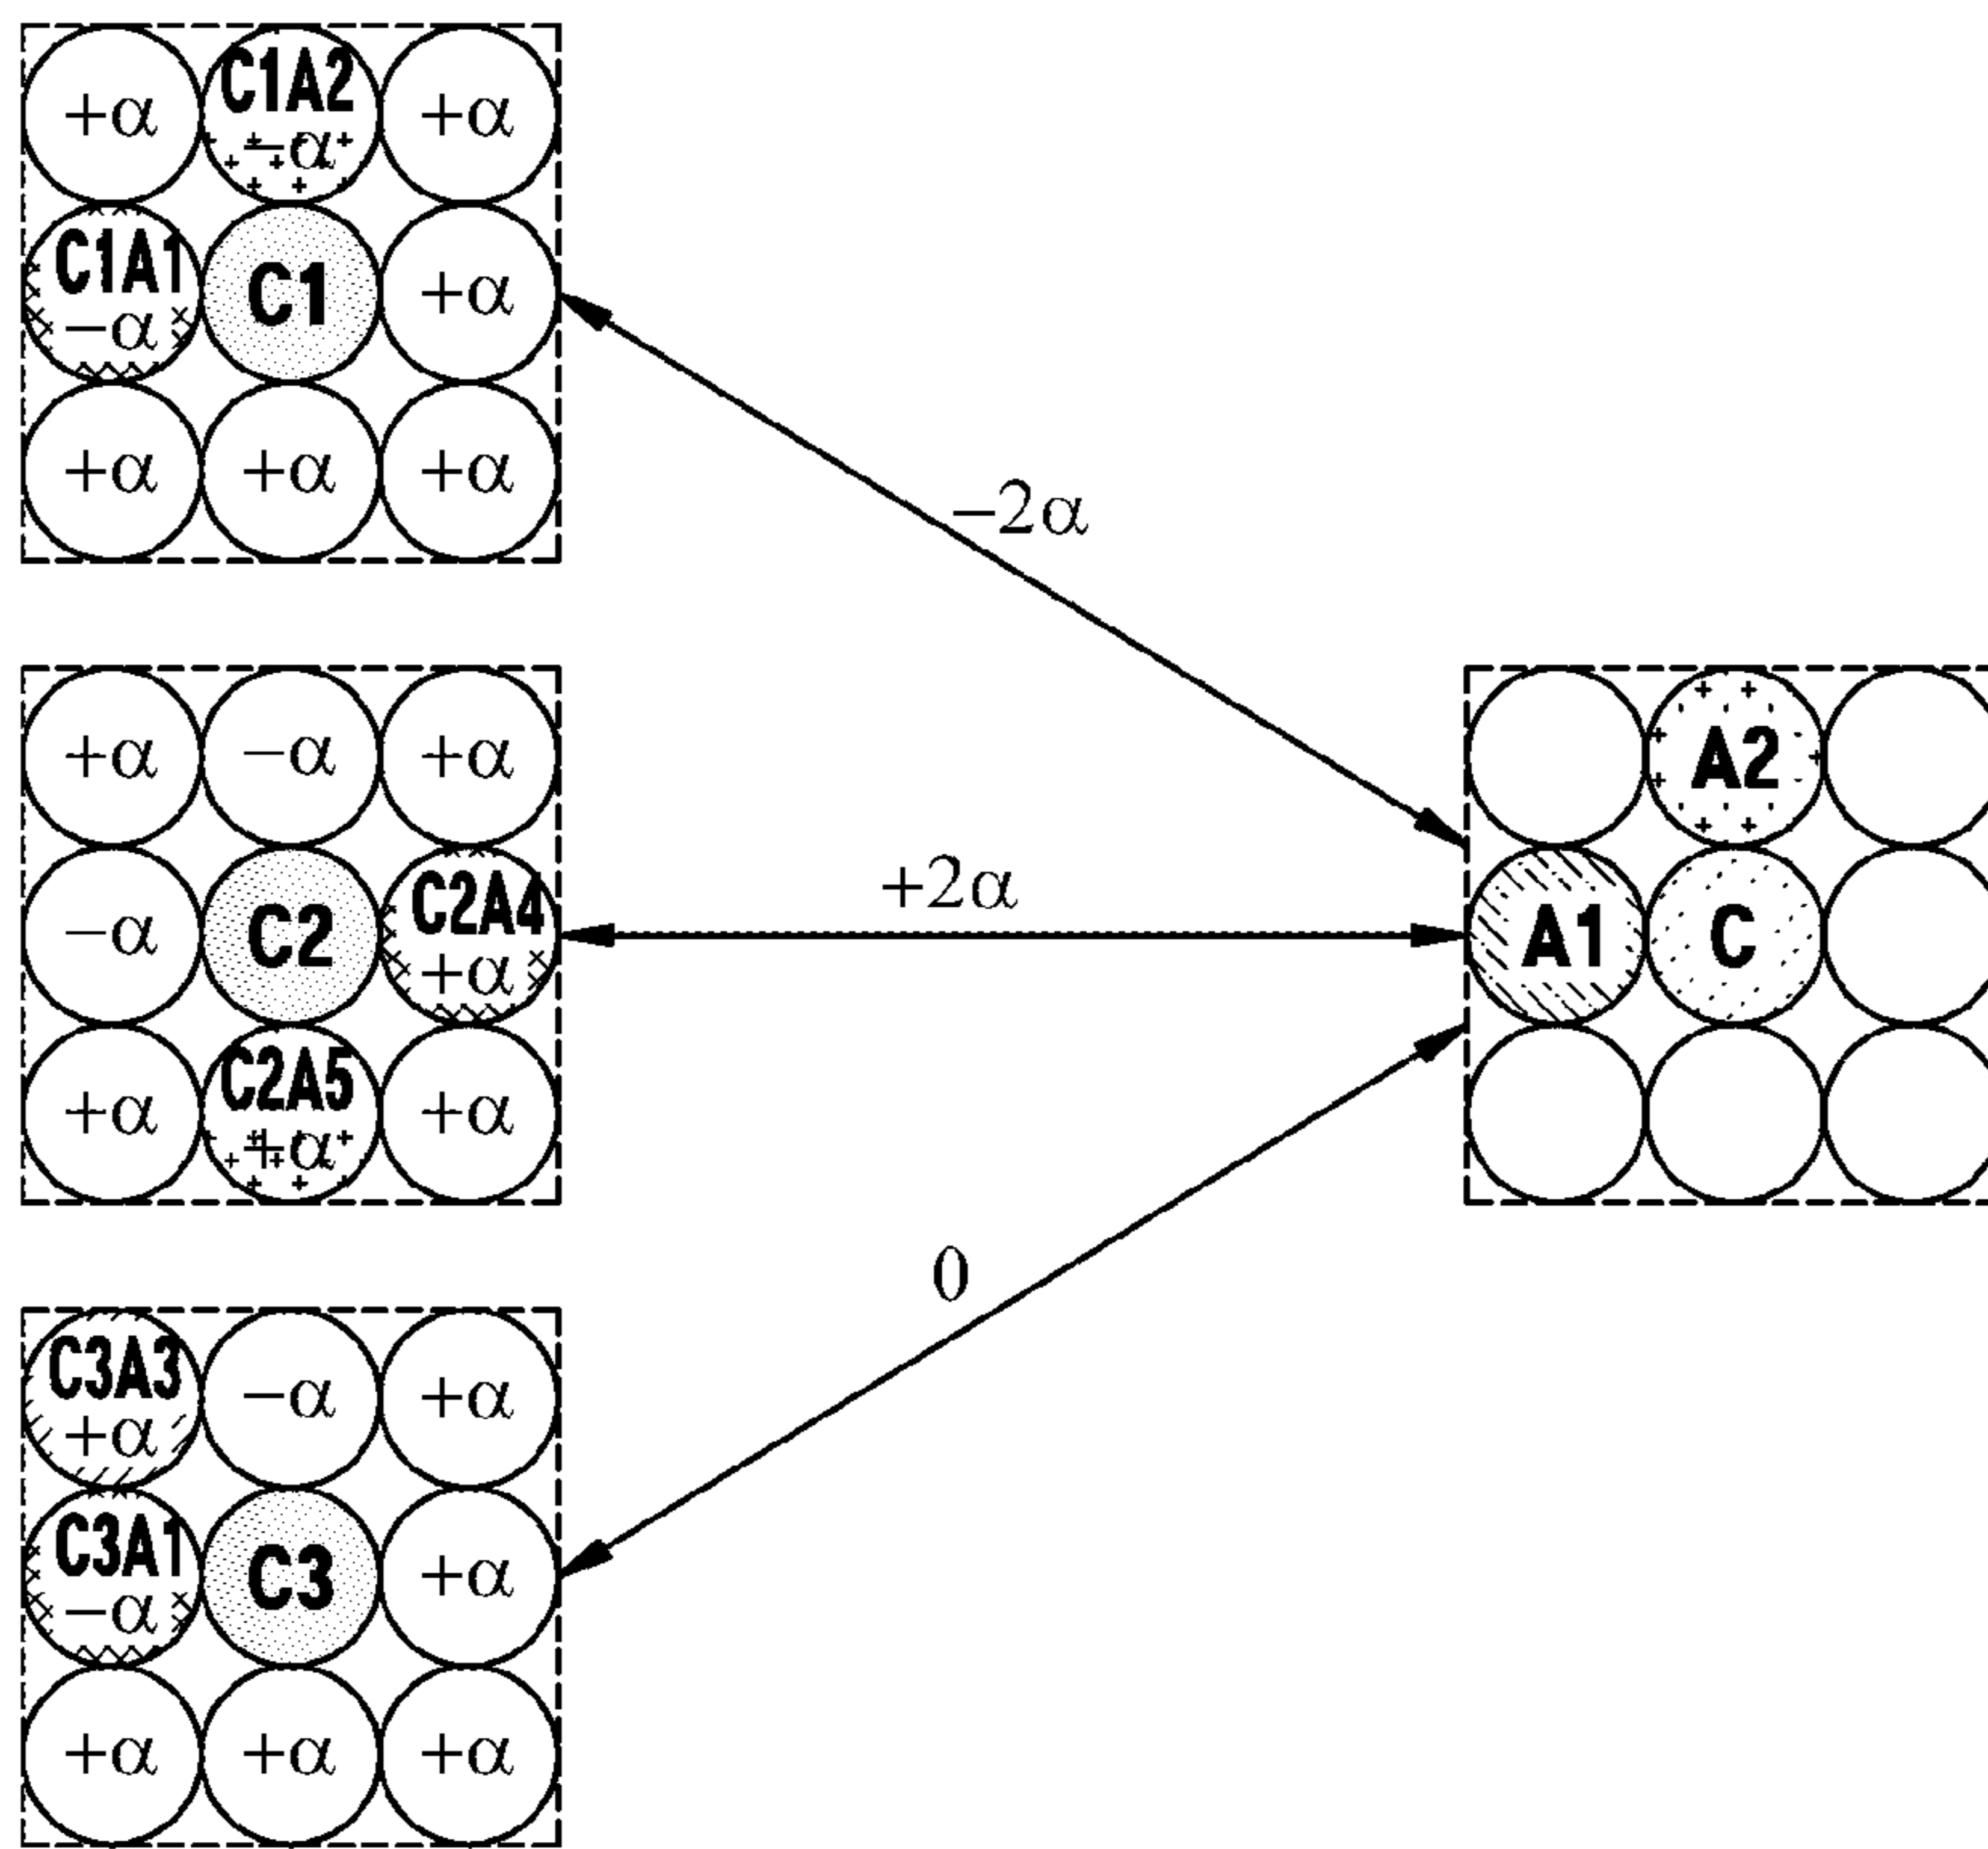 +α C1A2 +α
−α
C1A1 C1 +α
−α
+α +α +α
−2α
+α −α +α
A2
−α C2 C2A4
+α
+2α
A1 C
+α C2A5 +α
+α
0
C3A3 −α +α
+α
C3A1 C3 +α
−α
+α +α +α